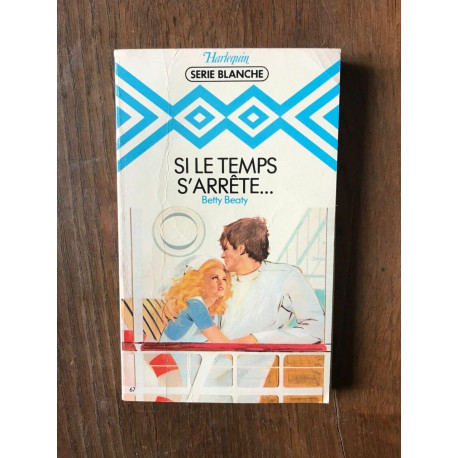 Harlequin
SERIE BLANCHE
SI LE TEMPS
S'ARRÊTE...
Betty Beaty
67